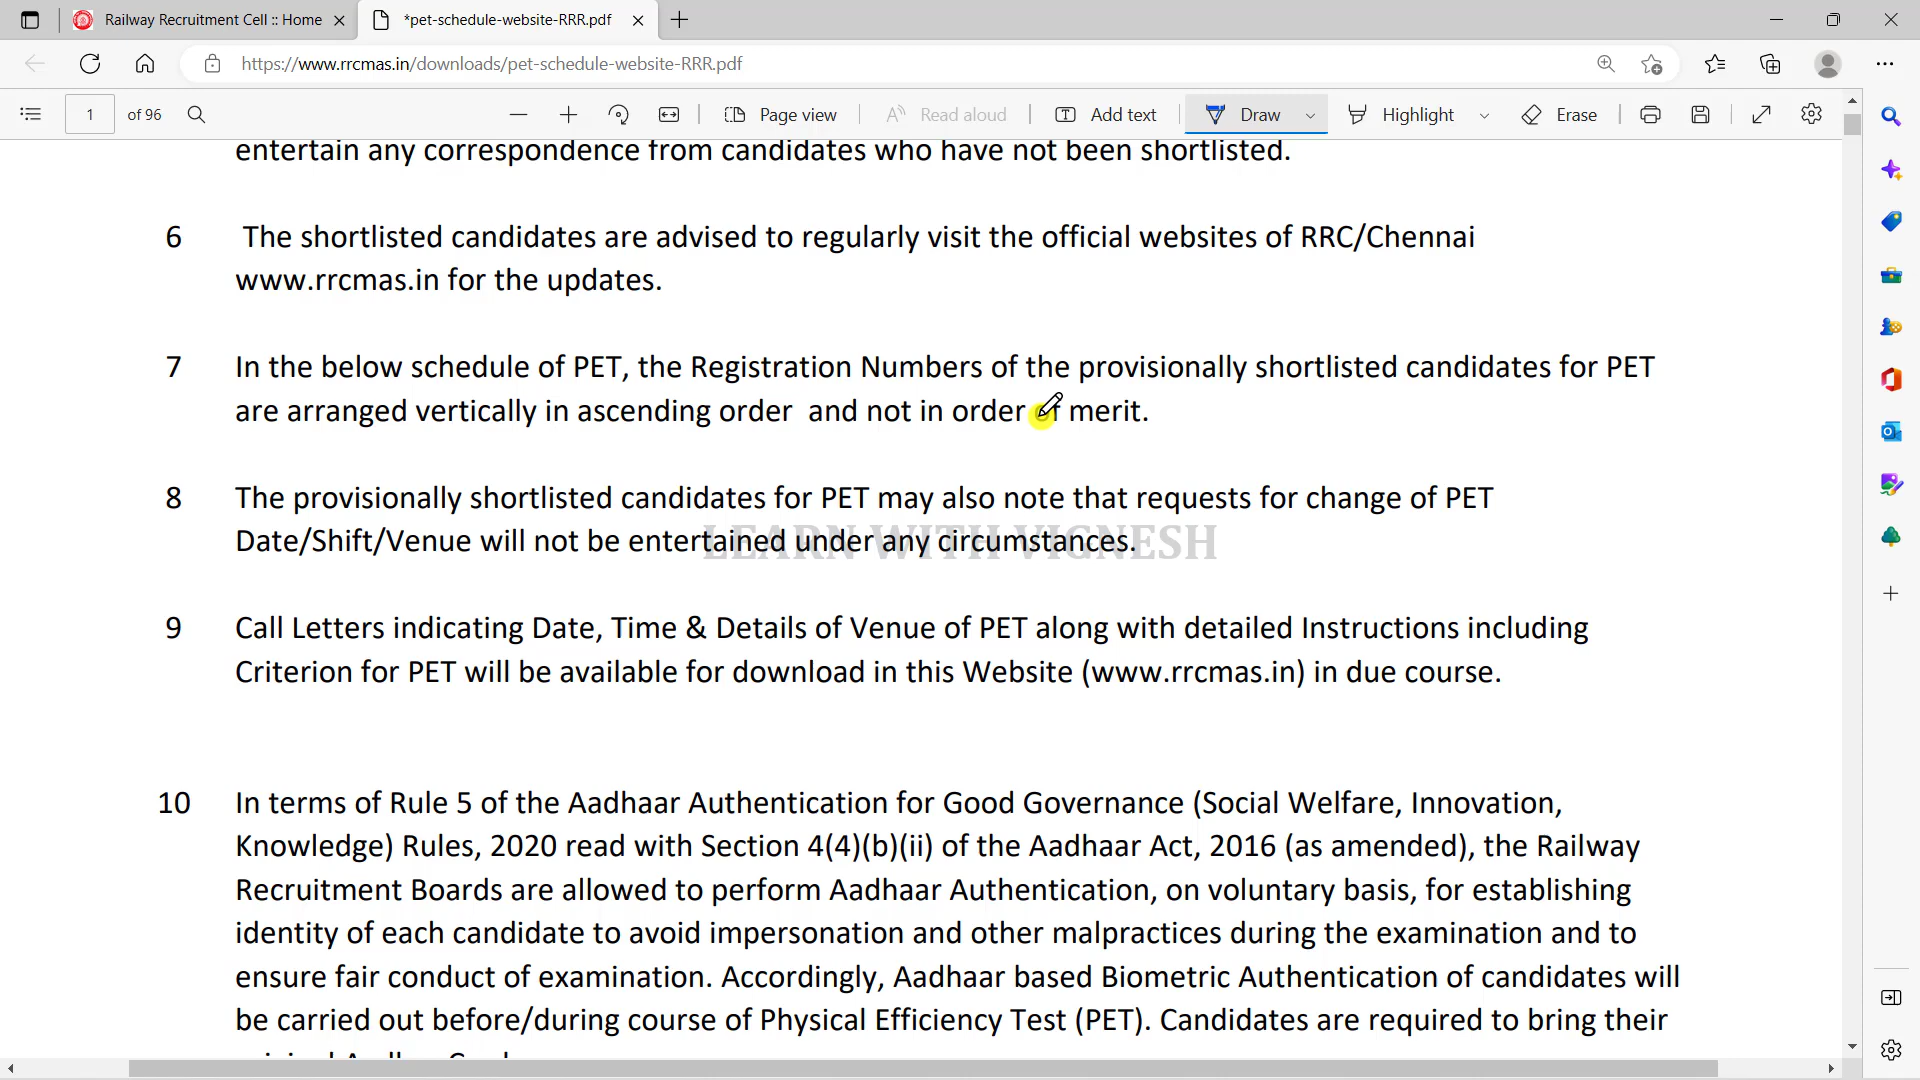 Railway Recruitment Cell :: Home
*pet-schedule-website-RRR.pdf
https://www.rrcmas.in/downloads/pet-schedule-website-RRR.pdf
1 of 96
Page view
Read aloud
Add text
Draw
Highlight
Erase
entertain any correspondence from candidates who have not been shortlisted.
6 The shortlisted candidates are advised to regularly visit the official websites of RRC/Chennai
www.rrcmas.in for the updates.
7 In the below schedule of PET, the Registration Numbers of the provisionally shortlisted candidates for PET
are arranged vertically in ascending order and not in order of merit.
8 The provisionally shortlisted candidates for PET may also note that requests for change of PET
Date/Shift/Venue will not be entertained under any circumstances.
LEARN WITH VIGNESH
9 Call Letters indicating Date, Time & Details of Venue of PET along with detailed Instructions including
Criterion for PET will be available for download in this Website (www.rrcmas.in) in due course.
10 In terms of Rule 5 of the Aadhaar Authentication for Good Governance (Social Welfare, Innovation,
Knowledge) Rules, 2020 read with Section 4(4)(b)(ii) of the Aadhaar Act, 2016 (as amended), the Railway
Recruitment Boards are allowed to perform Aadhaar Authentication, on voluntary basis, for establishing
identity of each candidate to avoid impersonation and other malpractices during the examination and to
ensure fair conduct of examination. Accordingly, Aadhaar based Biometric Authentication of candidates will
be carried out before/during course of Physical Efficiency Test (PET). Candidates are required to bring their